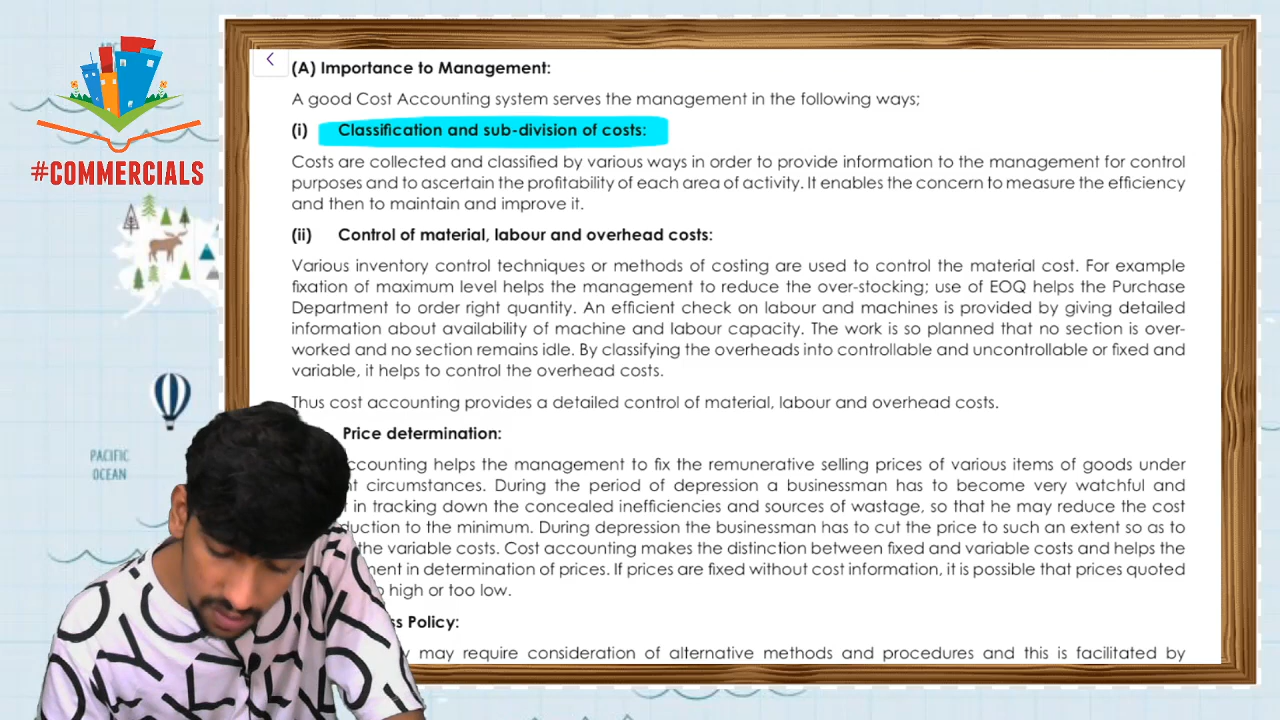 #COMMERCIALS
PACIFIC
OCEAN
(A) Importance to Management:
A good Cost Accounting system serves the management in the following ways;
(i) Classification and sub-division of costs:
Costs are collected and classified by various ways in order to provide information to the management for control
purposes and to ascertain the profitability of each area of activity. It enables the concern to measure the efficiency
and then to maintain and improve it.
(ii) Control of material, labour and overhead costs:
Various inventory control techniques or methods of costing are used to control the material cost. For example
fixation of maximum level helps the management to reduce the over-stocking; use of EOQ helps the Purchase
Department to order right quantity. An efficient check on labour and machines is provided by giving detailed
information about availability of machine and labour capacity. The work is so planned that no section is over-
worked and no section remains idle. By classifying the overheads into controllable and uncontrollable or fixed and
variable, it helps to control the overhead costs.
Thus cost accounting provides a detailed control of material, labour and overhead costs.
Price determination:
helps the management to fix the remunerative selling prices of various items of goods under
circumstances. During the period of depression a businessman has to become very watchful and
in tracking down the concealed inefficiencies and sources of wastage, so that he may reduce the cost
to the minimum. During depression the businessman has to cut the price to such an extent so as to
the variable costs. Cost accounting makes the distinction between fixed and variable costs and helps the
in determination of prices. If prices are fixed without cost information, it is possible that prices quoted
high or too low.
Policy:
may require consideration of alternative methods and procedures and this is facilitated by